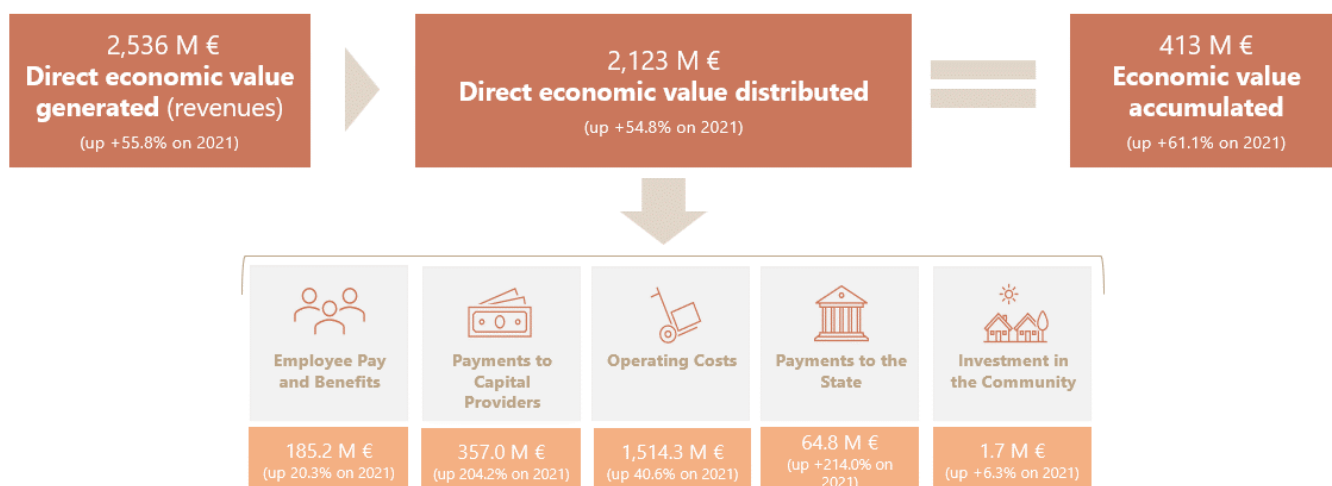 2,536 M €
Direct economic value
generated (revenues)
(up +55.8% on 2021)
2,123 M €
Direct economic value distributed
(up +54.8% on 2021)
413 M €
Economic value
accumulated
(up +61.1% on 2021)
Employee Pay
and Benefits
185.2 M €
(up 20.3% on 2021)
Payments to
Capital
Providers
357.0 M €
(up 204.2% on 2021)
Operating Costs
1,514.3 M €
(up 40.6% on 2021)
Payments to the
State
64.8 M €
(up +214.0% on
2021)
Investment in
the Community
1.7 M €
(up +6.3% on 2021)